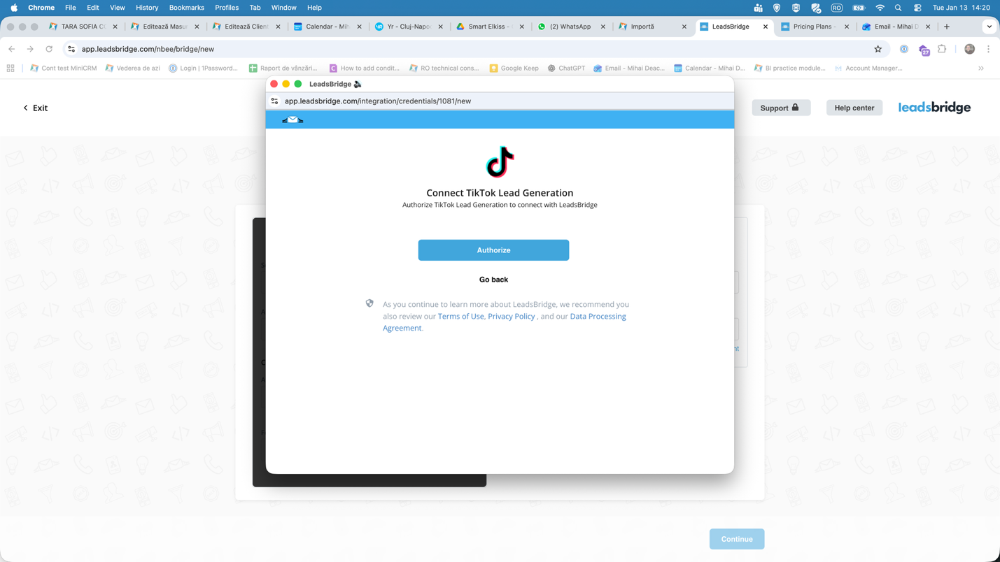 Chrome File Edit View History Bookmarks Profiles Tab Window Help RO Tue Jan 13 14:20
TARA SOFIA C Editează Masur Editează Client Calendar - Mih Yr - Cluj-Napo Smart Elkiss - (2) WhatsApp Importă LeadsBridge Pricing Plans - Email - Mihai D
app.leadsbridge.com/nbee/bridge/new 27
Cont test MiniCRM Vederea de azi Login | 1Password... Raport de vânzări... How to add condit... RO technical cons... Google Keep ChatGPT Email - Mihai Deac... Calendar - Mihai D... BI practice module... Account Manager...
LeadsBridge
app.leadsbridge.com/integration/credentials/1081/new
Exit
Support
Help center
leadsbridge
Connect TikTok Lead Generation
Authorize TikTok Lead Generation to connect with LeadsBridge
Authorize
Go back
As you continue to learn more about LeadsBridge, we recommend you
also review our Terms of Use, Privacy Policy , and our Data Processing
Agreement.
Continue